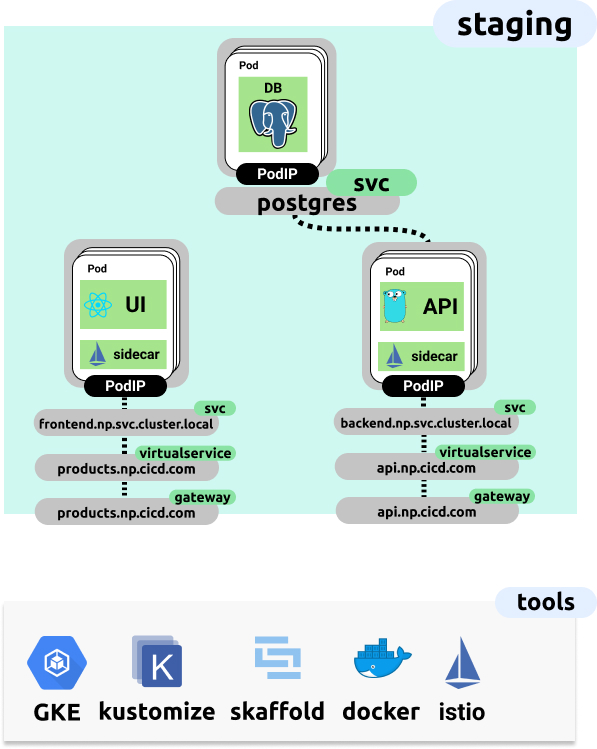 staging
Pod
DB
PodIP
svc
postgres
Pod
UI
sidecar
PodIP
svc
frontend.np.svc.cluster.local
virtualservice
products.np.cicd.com
gateway
products.np.cicd.com
Pod
API
sidecar
PodIP
svc
backend.np.svc.cluster.local
virtualservice
api.np.cicd.com
gateway
api.np.cicd.com
tools
K
GKE kustomize skaffold docker istio